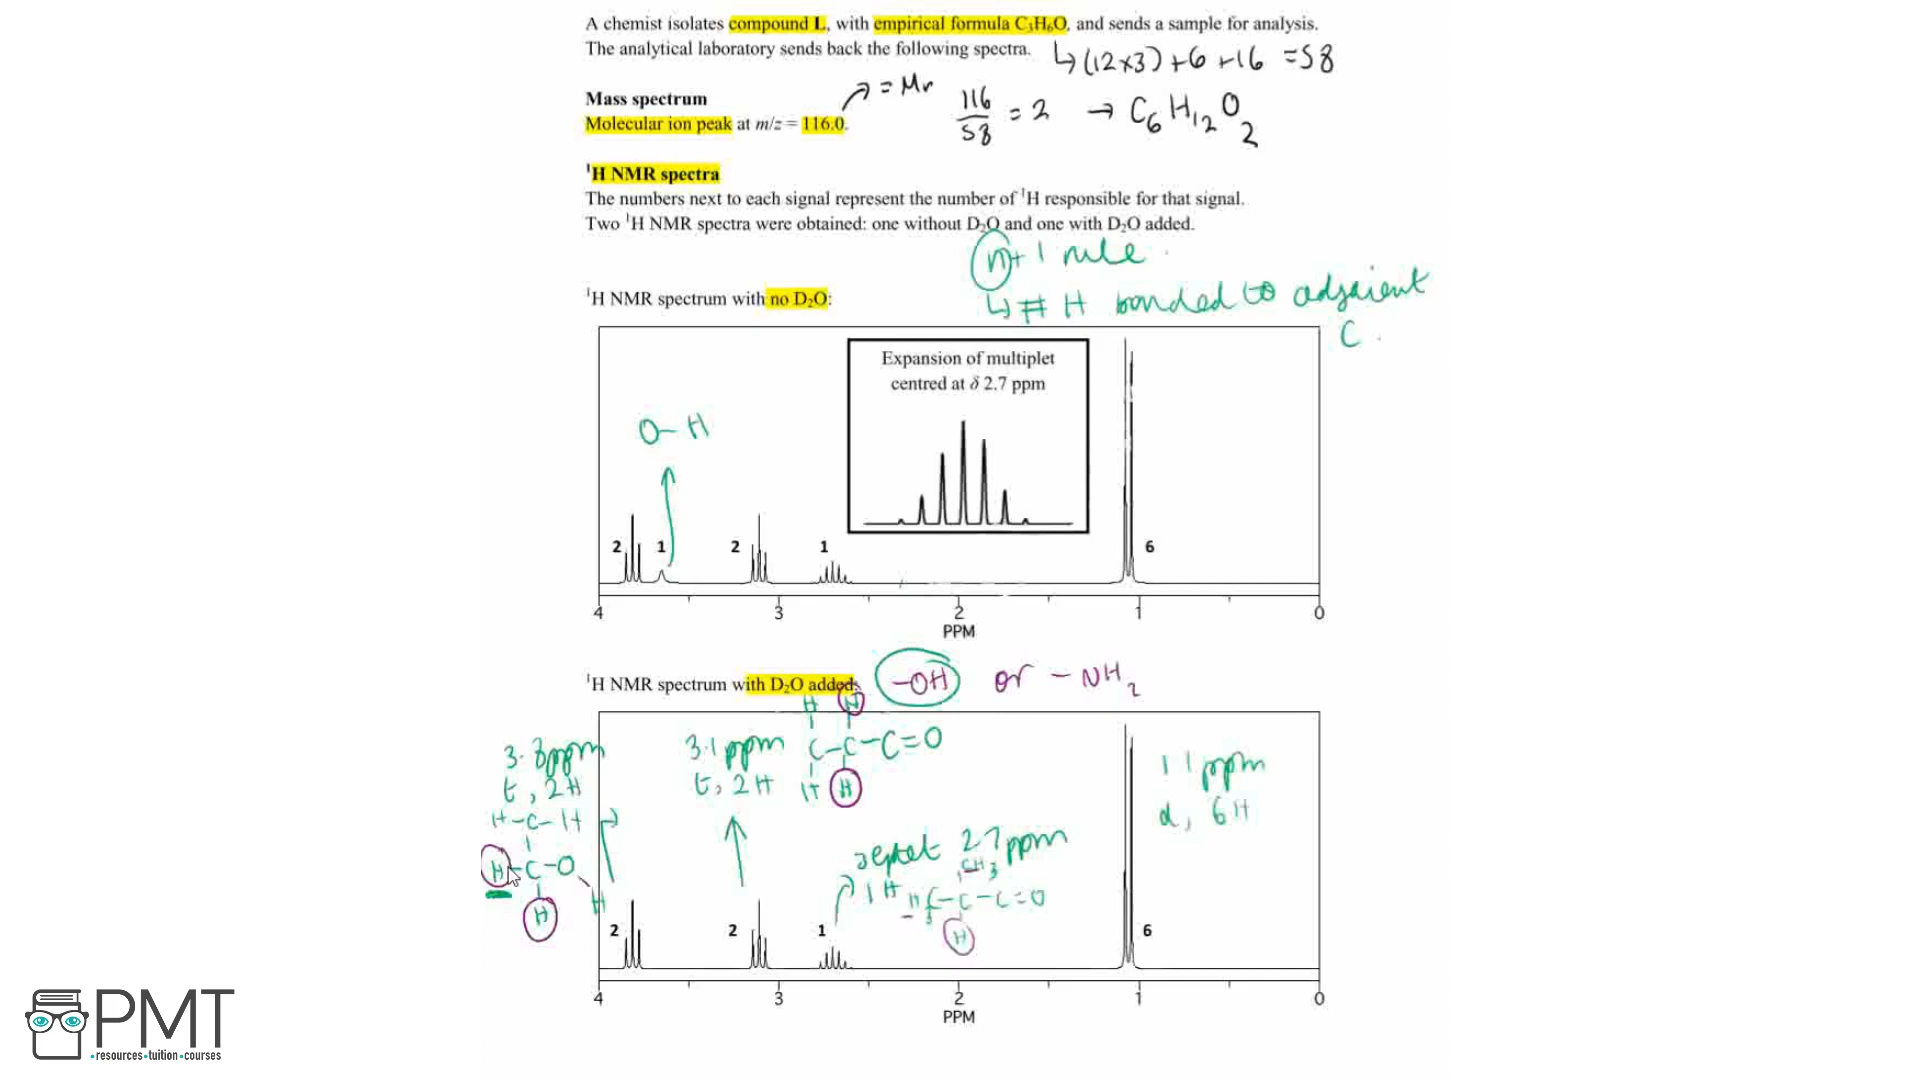 A chemist isolates compound L, with empirical formula C₃H₆O, and sends a sample for analysis.
The analytical laboratory sends back the following spectra.
↳ (12×3)+6+16 =58
Mass spectrum
= Mr
Molecular ion peak at m/z = 116.0.
116/58 = 2 → C₆H₁₂O₂
¹H NMR spectra
The numbers next to each signal represent the number of ¹H responsible for that signal.
Two ¹H NMR spectra were obtained: one without D₂O and one with D₂O added.
n+1 rule
↳ # H bonded to adjacent
C
¹H NMR spectrum with no D₂O:
Expansion of multiplet
centred at δ 2.7 ppm
O-H
2 1 2 1 6
4 3 2 1 0
PPM
¹H NMR spectrum with D₂O added:
-OH or -NH₂
3.8ppm
t, 2H
H-C-H
H-C-O
H
H
3.1 ppm
t, 2H
H H
C-C-C=O
H H
septet 2.7ppm
1H
CH₃
H₃C-C-C=O
H
1 1 ppm
d, 6H
2 2 1 6
4 3 2 1 0
PPM
PMT
•resources•tuition•courses